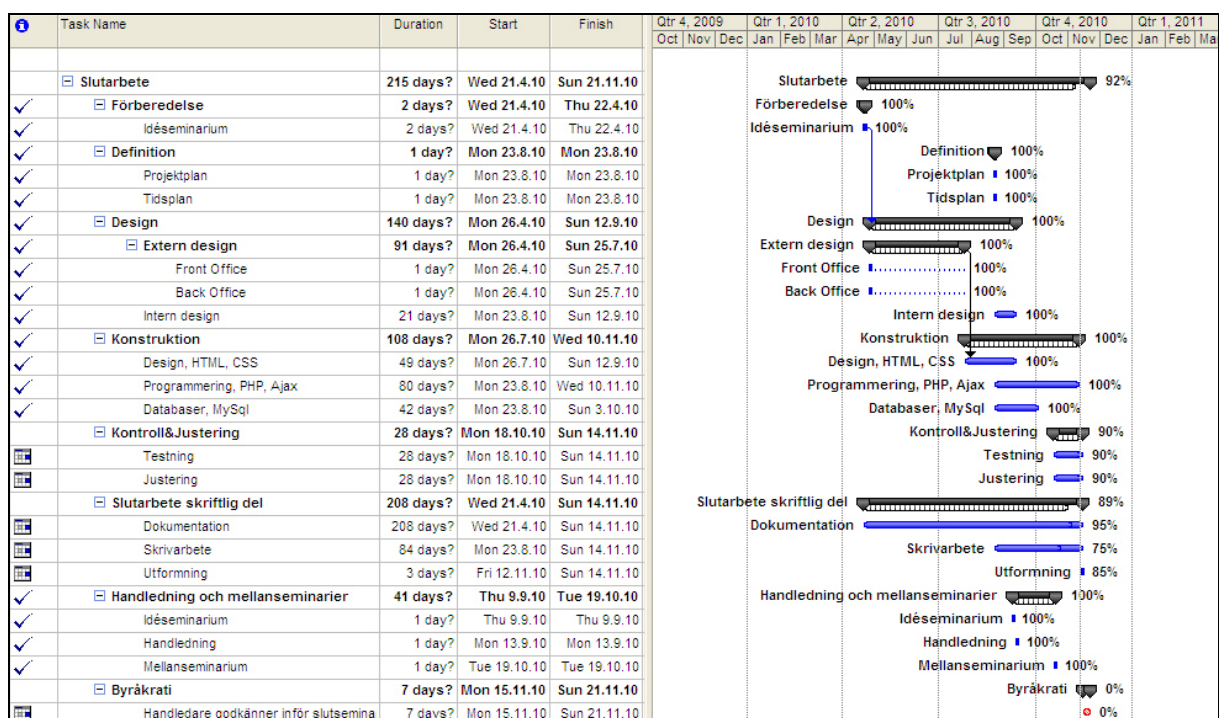 Task Name Duration Start Finish Qtr 4, 2009 Qtr 1, 2010 Qtr 2, 2010 Qtr 3, 2010 Qtr 4, 2010 Qtr 1, 2011
Oct Nov Dec Jan Feb Mar Apr May Jun Jul Aug Sep Oct Nov Dec Jan Feb Ma
Slutarbete 215 days? Wed 21.4.10 Sun 21.11.10 Slutarbete 92%
Förberedelse 2 days? Wed 21.4.10 Thu 22.4.10 Förberedelse 100%
Idéseminarium 2 days? Wed 21.4.10 Thu 22.4.10 Idéseminarium 100%
Definition 1 day? Mon 23.8.10 Mon 23.8.10 Definition 100%
Projektplan 1 day? Mon 23.8.10 Mon 23.8.10 Projektplan 100%
Tidsplan 1 day? Mon 23.8.10 Mon 23.8.10 Tidsplan 100%
Design 140 days? Mon 26.4.10 Sun 12.9.10 Design 100%
Extern design 91 days? Mon 26.4.10 Sun 25.7.10 Extern design 100%
Front Office 1 day? Mon 26.4.10 Sun 25.7.10 Front Office 100%
Back Office 1 day? Mon 26.4.10 Sun 25.7.10 Back Office 100%
Intern design 21 days? Mon 23.8.10 Sun 12.9.10 Intern design 100%
Konstruktion 108 days? Mon 26.7.10 Wed 10.11.10 Konstruktion 100%
Design, HTML, CSS 49 days? Mon 26.7.10 Sun 12.9.10 Design, HTML, CSS 100%
Programmering, PHP, Ajax 80 days? Mon 23.8.10 Wed 10.11.10 Programmering, PHP, Ajax 100%
Databaser, MySql 42 days? Mon 23.8.10 Sun 3.10.10 Databaser, MySql 100%
Kontroll&Justering 28 days? Mon 18.10.10 Sun 14.11.10 Kontroll&Justering 90%
Testning 28 days? Mon 18.10.10 Sun 14.11.10 Testning 90%
Justering 28 days? Mon 18.10.10 Sun 14.11.10 Justering 90%
Slutarbete skriftlig del 208 days? Wed 21.4.10 Sun 14.11.10 Slutarbete skriftlig del 89%
Dokumentation 208 days? Wed 21.4.10 Sun 14.11.10 Dokumentation 95%
Skrivarbete 84 days? Mon 23.8.10 Sun 14.11.10 Skrivarbete 75%
Utformning 3 days? Fri 12.11.10 Sun 14.11.10 Utformning 85%
Handledning och mellanseminarier 41 days? Thu 9.9.10 Tue 19.10.10 Handledning och mellanseminarier 100%
Idéseminarium 1 day? Thu 9.9.10 Thu 9.9.10 Idéseminarium 100%
Handledning 1 day? Mon 13.9.10 Mon 13.9.10 Handledning 100%
Mellanseminarium 1 day? Tue 19.10.10 Tue 19.10.10 Mellanseminarium 100%
Byråkrati 7 days? Mon 15.11.10 Sun 21.11.10 Byråkrati 0%
Handledare godkänner inför slutsemina 7 days? Mon 15.11.10 Sun 21.11.10 0%